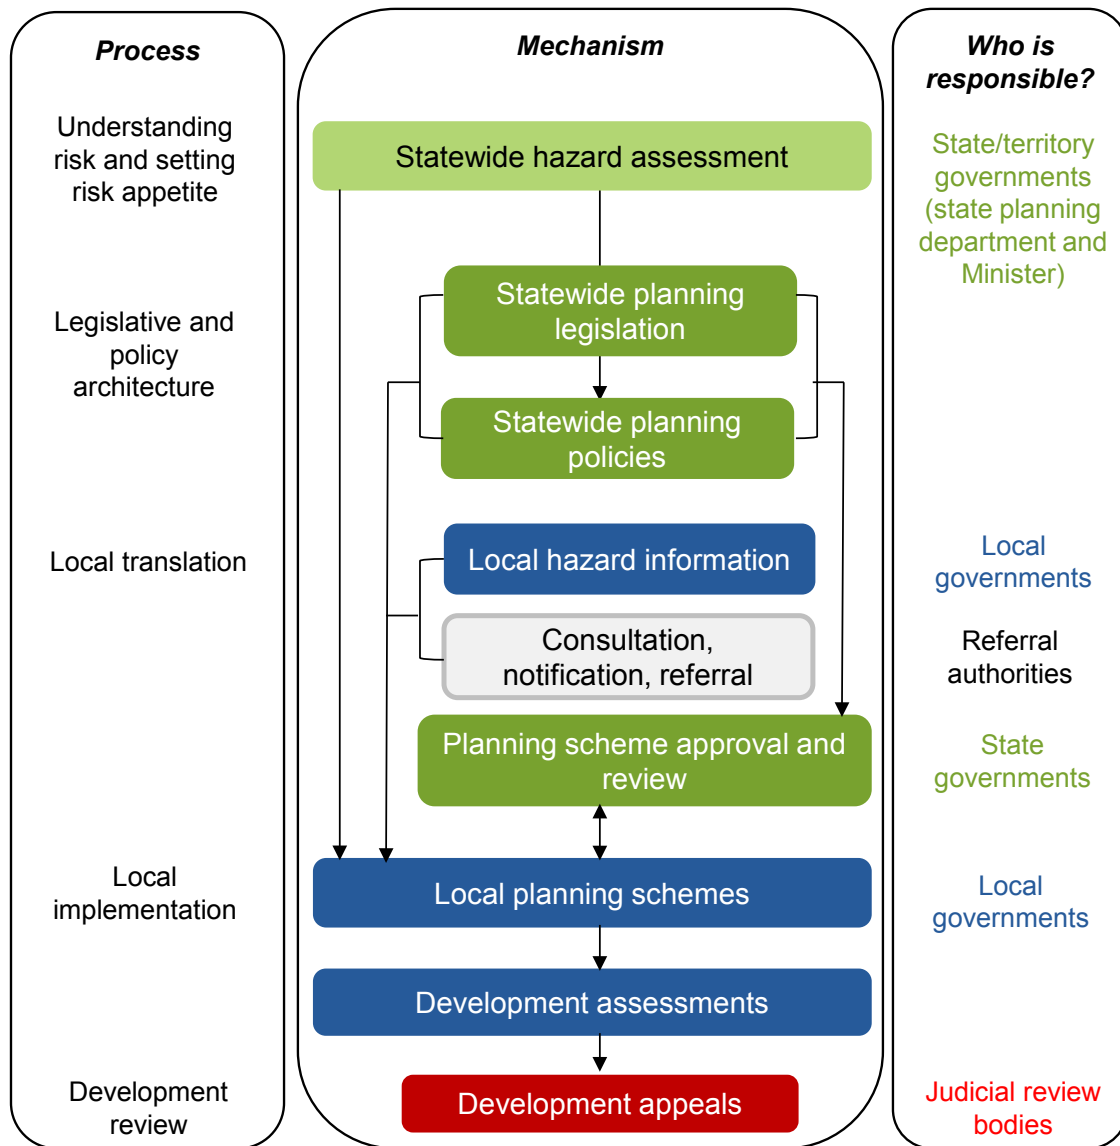 Process
Understanding
risk and setting
risk appetite
Legislative and
policy
architecture
Local translation
Local
implementation
Development
review
Mechanism
Statewide hazard assessment
Statewide planning
legislation
Statewide planning
policies
Local hazard information
Consultation,
notification, referral
Planning scheme approval and
review
Local planning schemes
Development assessments
Development appeals
Who is
responsible?
State/territory
governments
(state planning
department and
Minister)
Local
governments
Referral
authorities
State
governments
Local
governments
Judicial review
bodies